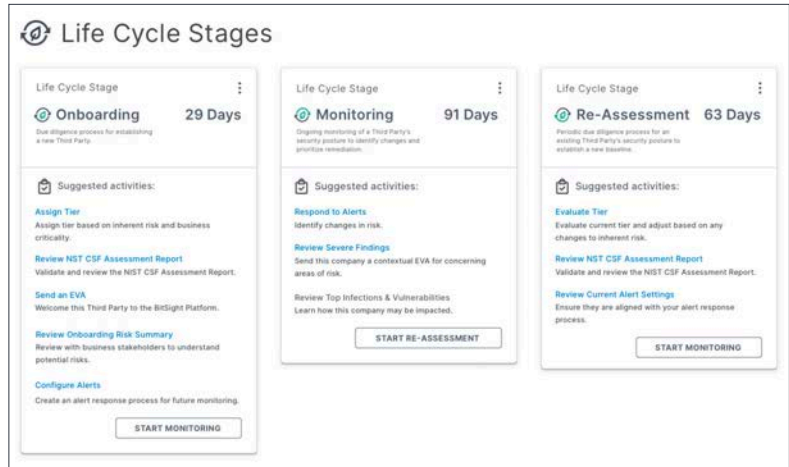 Life Cycle Stages
Life Cycle Stage
Onboarding 29 Days
Due diligence process for establishing
a new Third Party.
Suggested activities:
Assign Tier
Assign tier based on inherent risk and business
criticality.
Review NST CSF Assessment Report
Validate and review the NIST CSF Assessment Report.
Send an EVA
Welcome this Third Party to the BitSight Platform.
Review Onboarding Risk Summary
Review with business stakeholders to understand
potential risks.
Configure Alerts
Create an alert response process for future monitoring.
START MONITORING
Life Cycle Stage
Monitoring 91 Days
Ongoing monitoring of a Third Party's
security posture to identify changes and
prioritize remediation.
Suggested activities:
Respond to Alerts
Identify changes in risk.
Review Severe Findings
Send this company a contextual EVA for concerning
areas of risk.
Review Top Infections & Vulnerabilities
Learn how this company may be impacted.
START RE-ASSESSMENT
Life Cycle Stage
Re-Assessment 63 Days
Periodic due diligence process for an
existing Third Party's security posture to
establish a new baseline.
Suggested activities:
Evaluate Tier
Evaluate current tier and adjust based on any
changes to inherent risk.
Review NST CSF Assessment Report
Validate and review the NIST CSF Assessment Report.
Review Current Alert Settings
Ensure they are aligned with your alert response
process.
START MONITORING